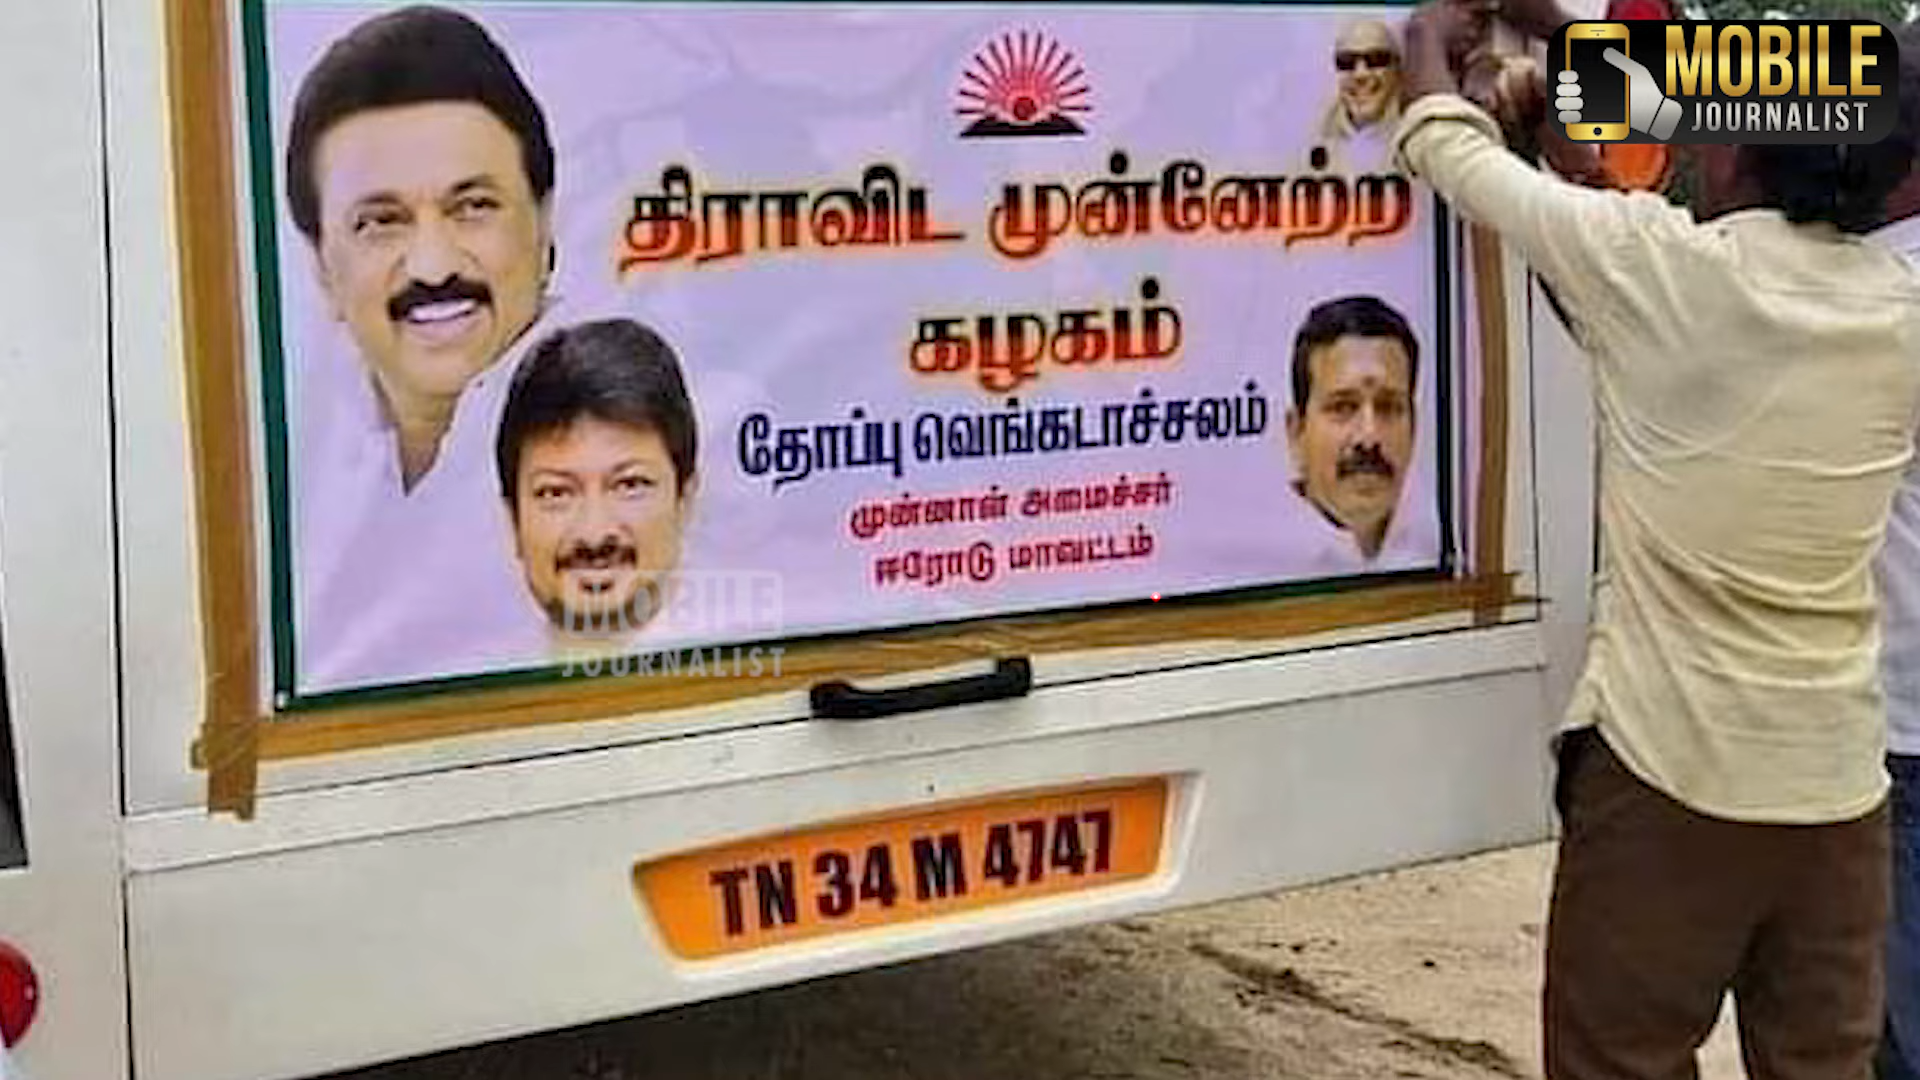 MOBILE
JOURNALIST
திராவிட முன்னேற்ற
கழகம்
தோப்பு வெங்கடாச்சலம்
முன்னாள் அமைச்சர்
ஈரோடு மாவட்டம்
MOBILE
JOURNALIST
TN 34 M 4747